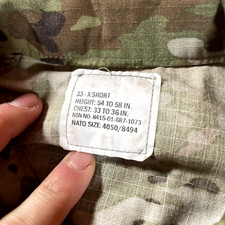 33 - X SHORT
HEIGHT: 54 TO 58 IN.
CHEST: 33 TO 36 IN.
NSN NO. 8415-01-687-1073
NATO SIZE: 4050/8494